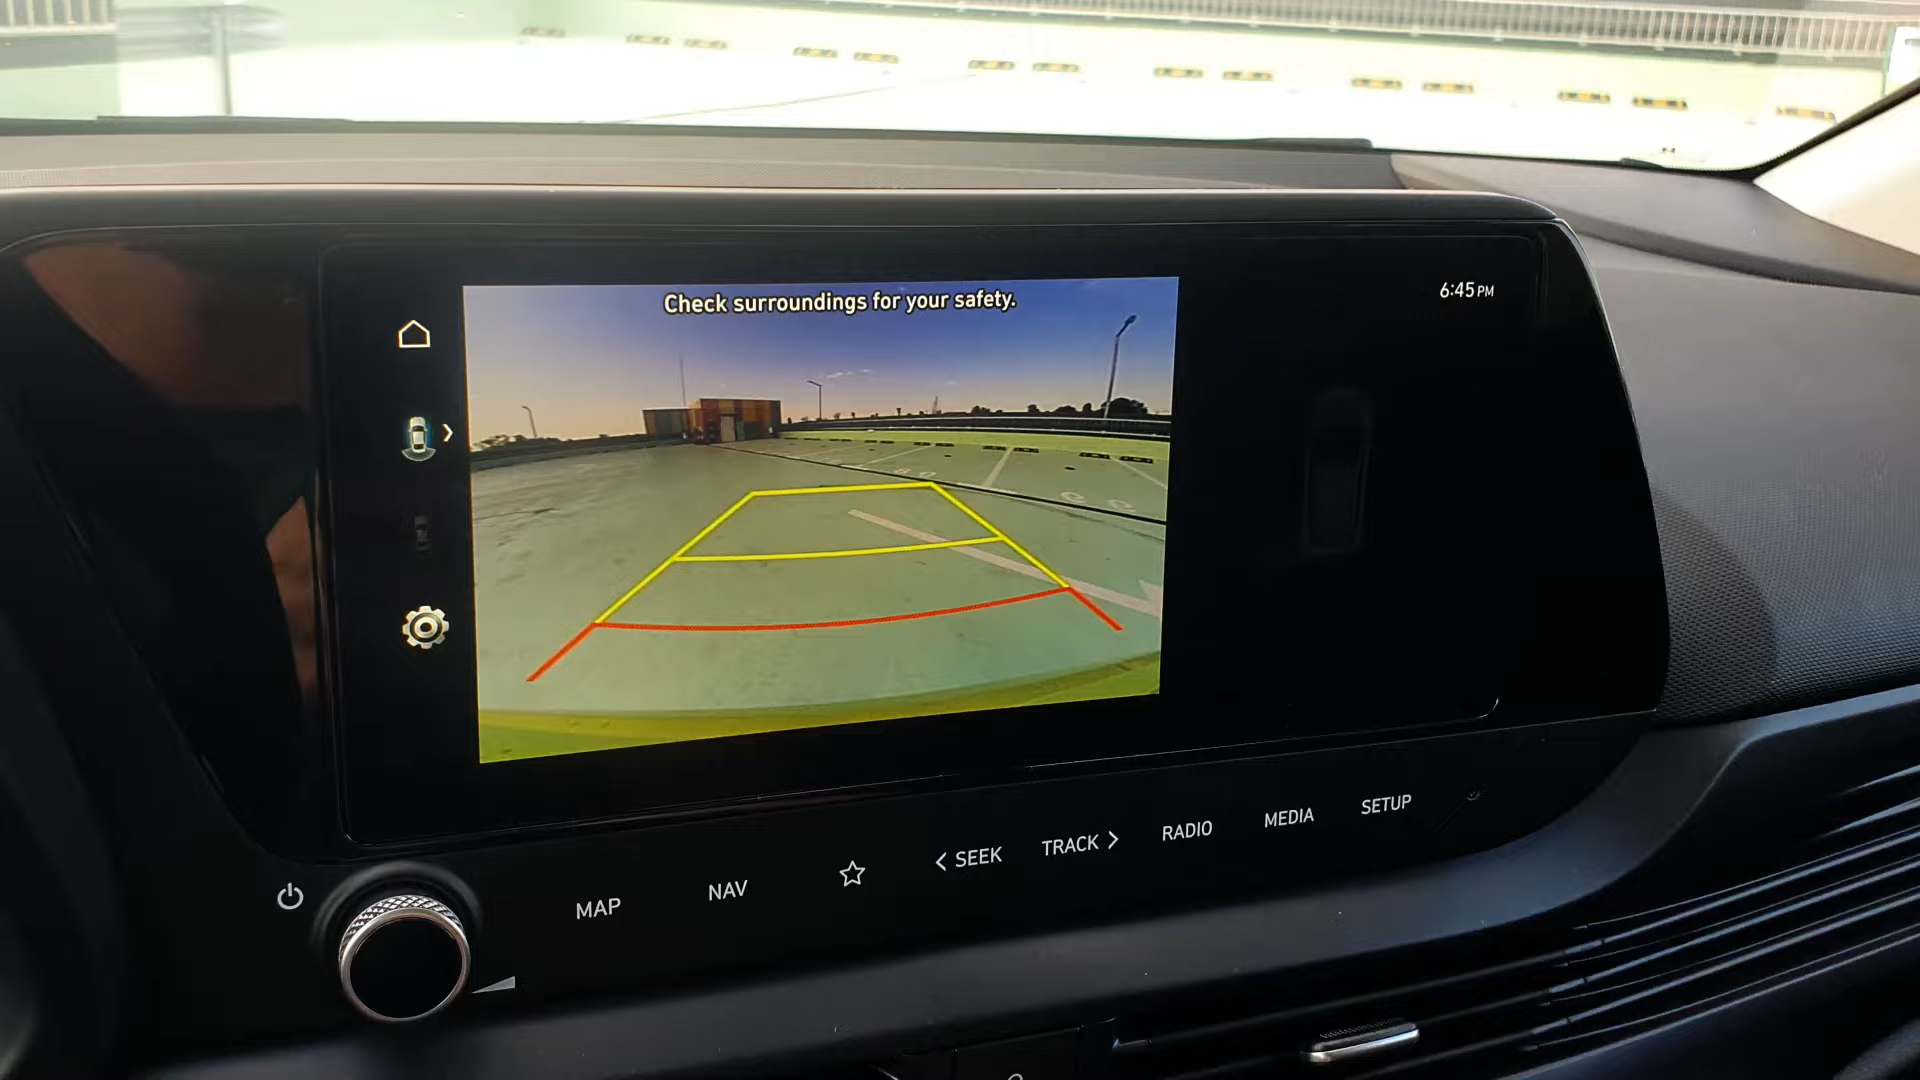 Check surroundings for your safety.
6:45 PM
MAP
NAV
SEEK
TRACK
RADIO
MEDIA
SETUP